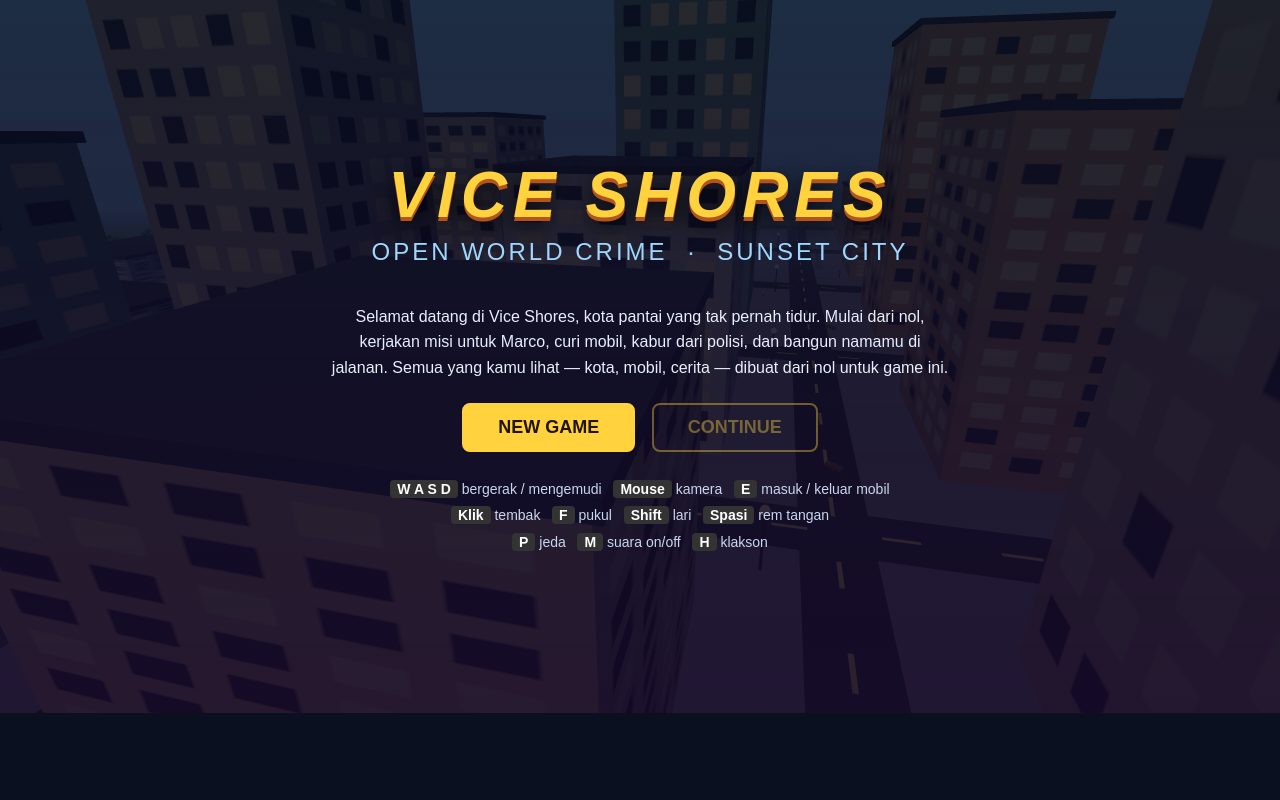 VICE SHORES
OPEN WORLD CRIME · SUNSET CITY
Selamat datang di Vice Shores, kota pantai yang tak pernah tidur. Mulai dari nol,
kerjakan misi untuk Marco, curi mobil, kabur dari polisi, dan bangun namamu di
jalanan. Semua yang kamu lihat — kota, mobil, cerita — dibuat dari nol untuk game ini.
NEW GAME CONTINUE
W A S D bergerak / mengemudi Mouse kamera E masuk / keluar mobil
Klik tembak F pukul Shift lari Spasi rem tangan
P jeda M suara on/off H klakson